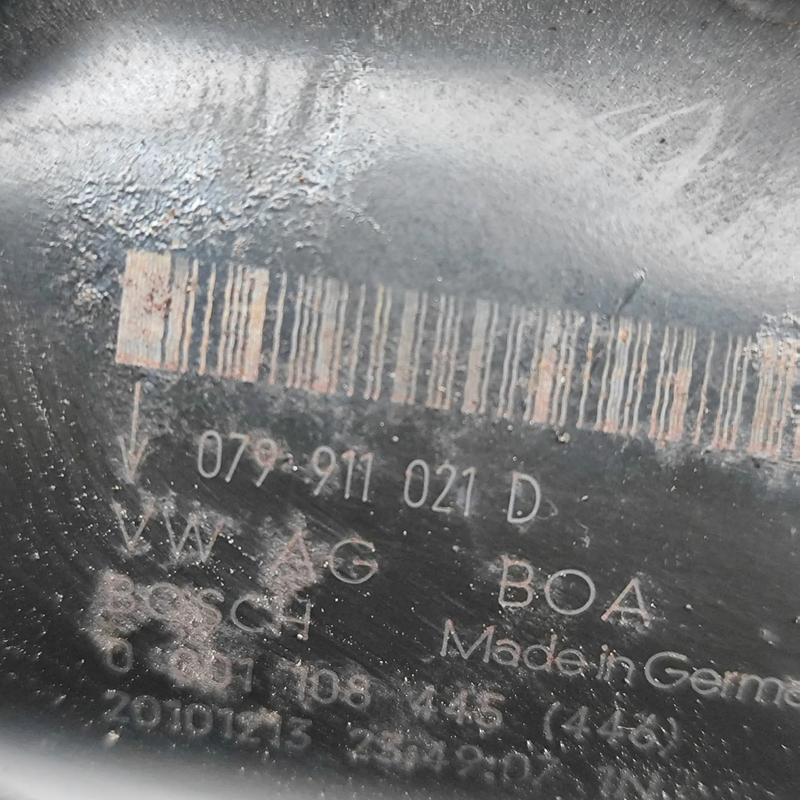 079 911 021 D
VW AG BOA
BOSCH Made in Germa
0 001 108 445 (446)
20101213 23:49:07 1N